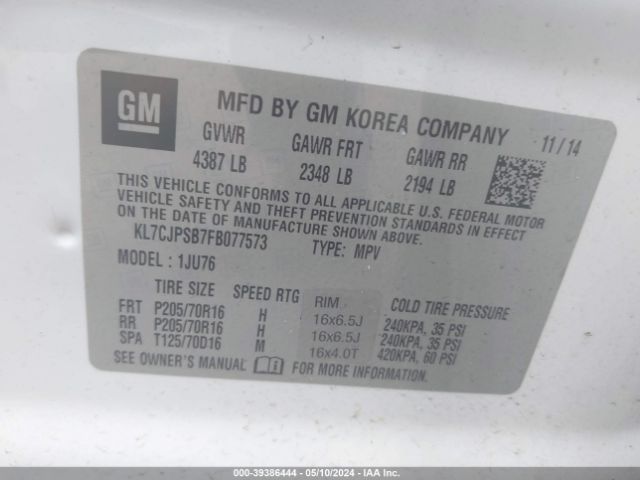 GM
MFD BY GM KOREA COMPANY 11/14
GVWR GAWR FRT GAWR RR
4387 LB 2348 LB 2194 LB
THIS VEHICLE CONFORMS TO ALL APPLICABLE U.S. FEDERAL MOTOR
VEHICLE SAFETY AND THEFT PREVENTION STANDARDS IN EFFECT
ON THE DATE OF MANUFACTURE SHOWN ABOVE.
KL7CJPSB7FB077573 TYPE: MPV
MODEL: 1JU76
TIRE SIZE SPEED RTG RIM COLD TIRE PRESSURE
FRT P205/70R16 H 16x6.5J 240KPA, 35 PSI
RR P205/70R16 H 16x6.5J 240KPA, 35 PSI
SPA T125/70D16 M 16x4.0T 420KPA, 60 PSI
SEE OWNER'S MANUAL
000-39386444 - 05/10/2024 - IAA Inc.